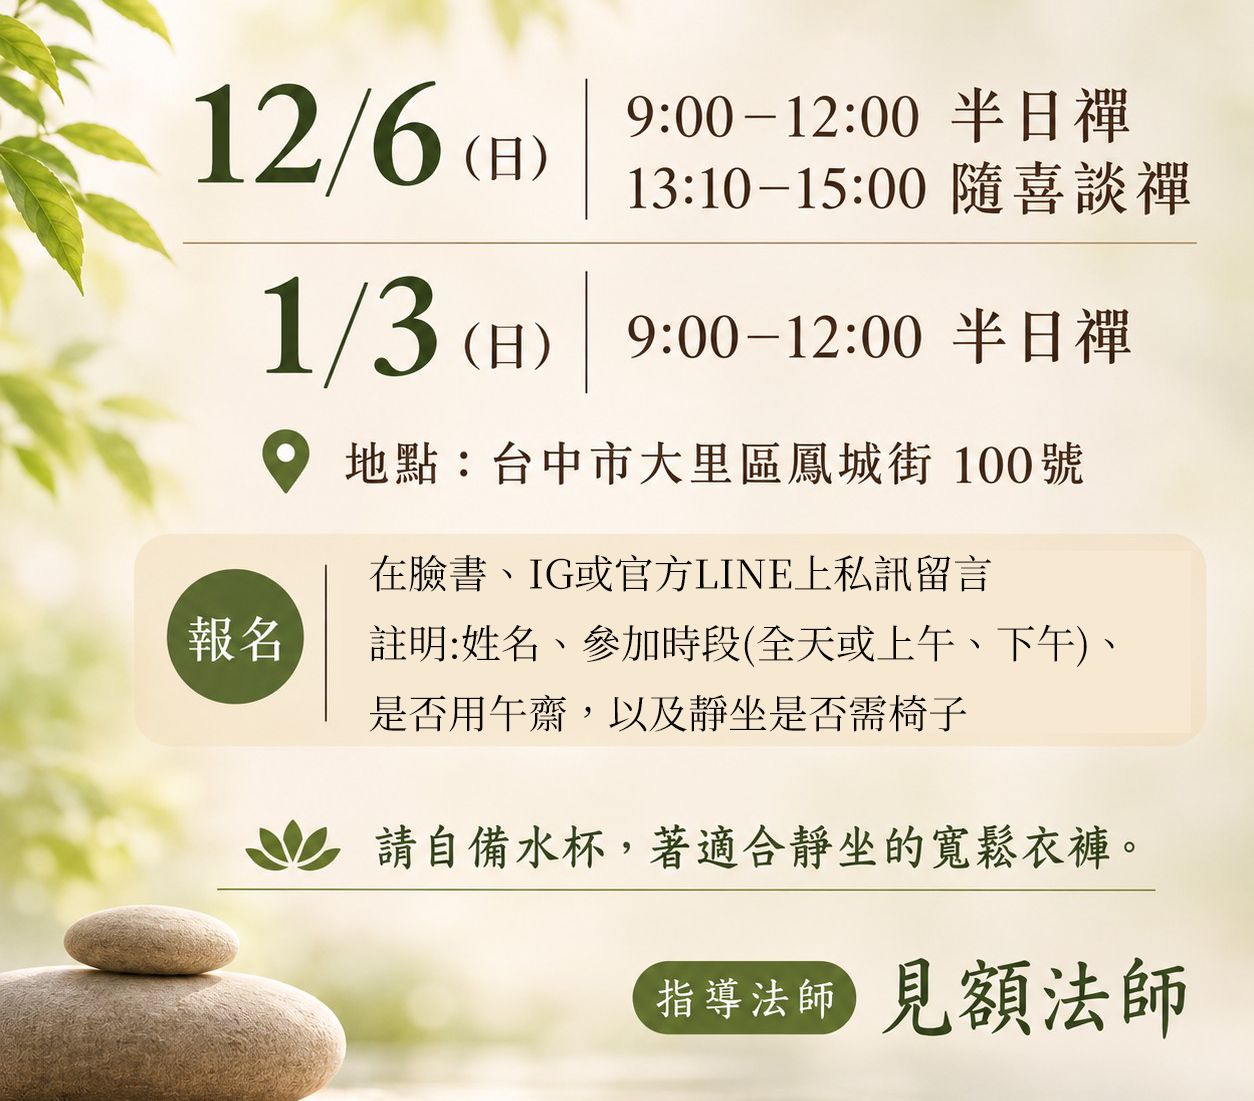 12/6（日）
9:00–12:00 半日禪
13:10–15:00 隨喜談禪
1/3（日）
9:00–12:00 半日禪
地點：台中市大里區鳳城街 100號
報名
在臉書、IG或官方LINE上私訊留言
註明:姓名、參加時段(全天或上午、下午)、
是否用午齋，以及靜坐是否需椅子
請自備水杯，著適合靜坐的寬鬆衣褲。
指導法師 見額法師